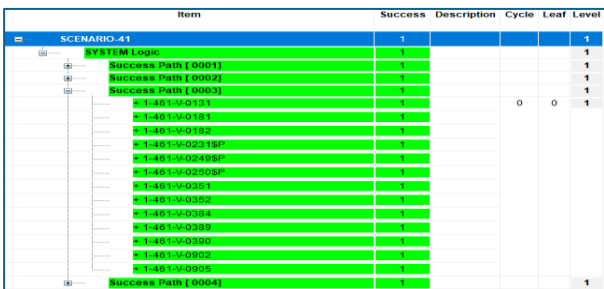 Item Success Description Cycle Leaf Level
SCENARIO-41 1 1
SYSTEM Logic 1 1
Success Path [ 0001] 1 1
Success Path [ 0002] 1 1
Success Path [ 0003] 1 1
+ 1-461-V-0131 1 0 0 1
+ 1-461-V-0181 1
+ 1-461-V-0182 1
+ 1-461-V-0231$P 1
+ 1-461-V-0249$P 1
+ 1-461-V-0250$P 1
+ 1-461-V-0351 1
+ 1-461-V-0352 1
+ 1-461-V-0384 1
+ 1-461-V-0389 1
+ 1-461-V-0390 1
+ 1-461-V-0902 1
+ 1-461-V-0905 1
Success Path [ 0004] 1 1